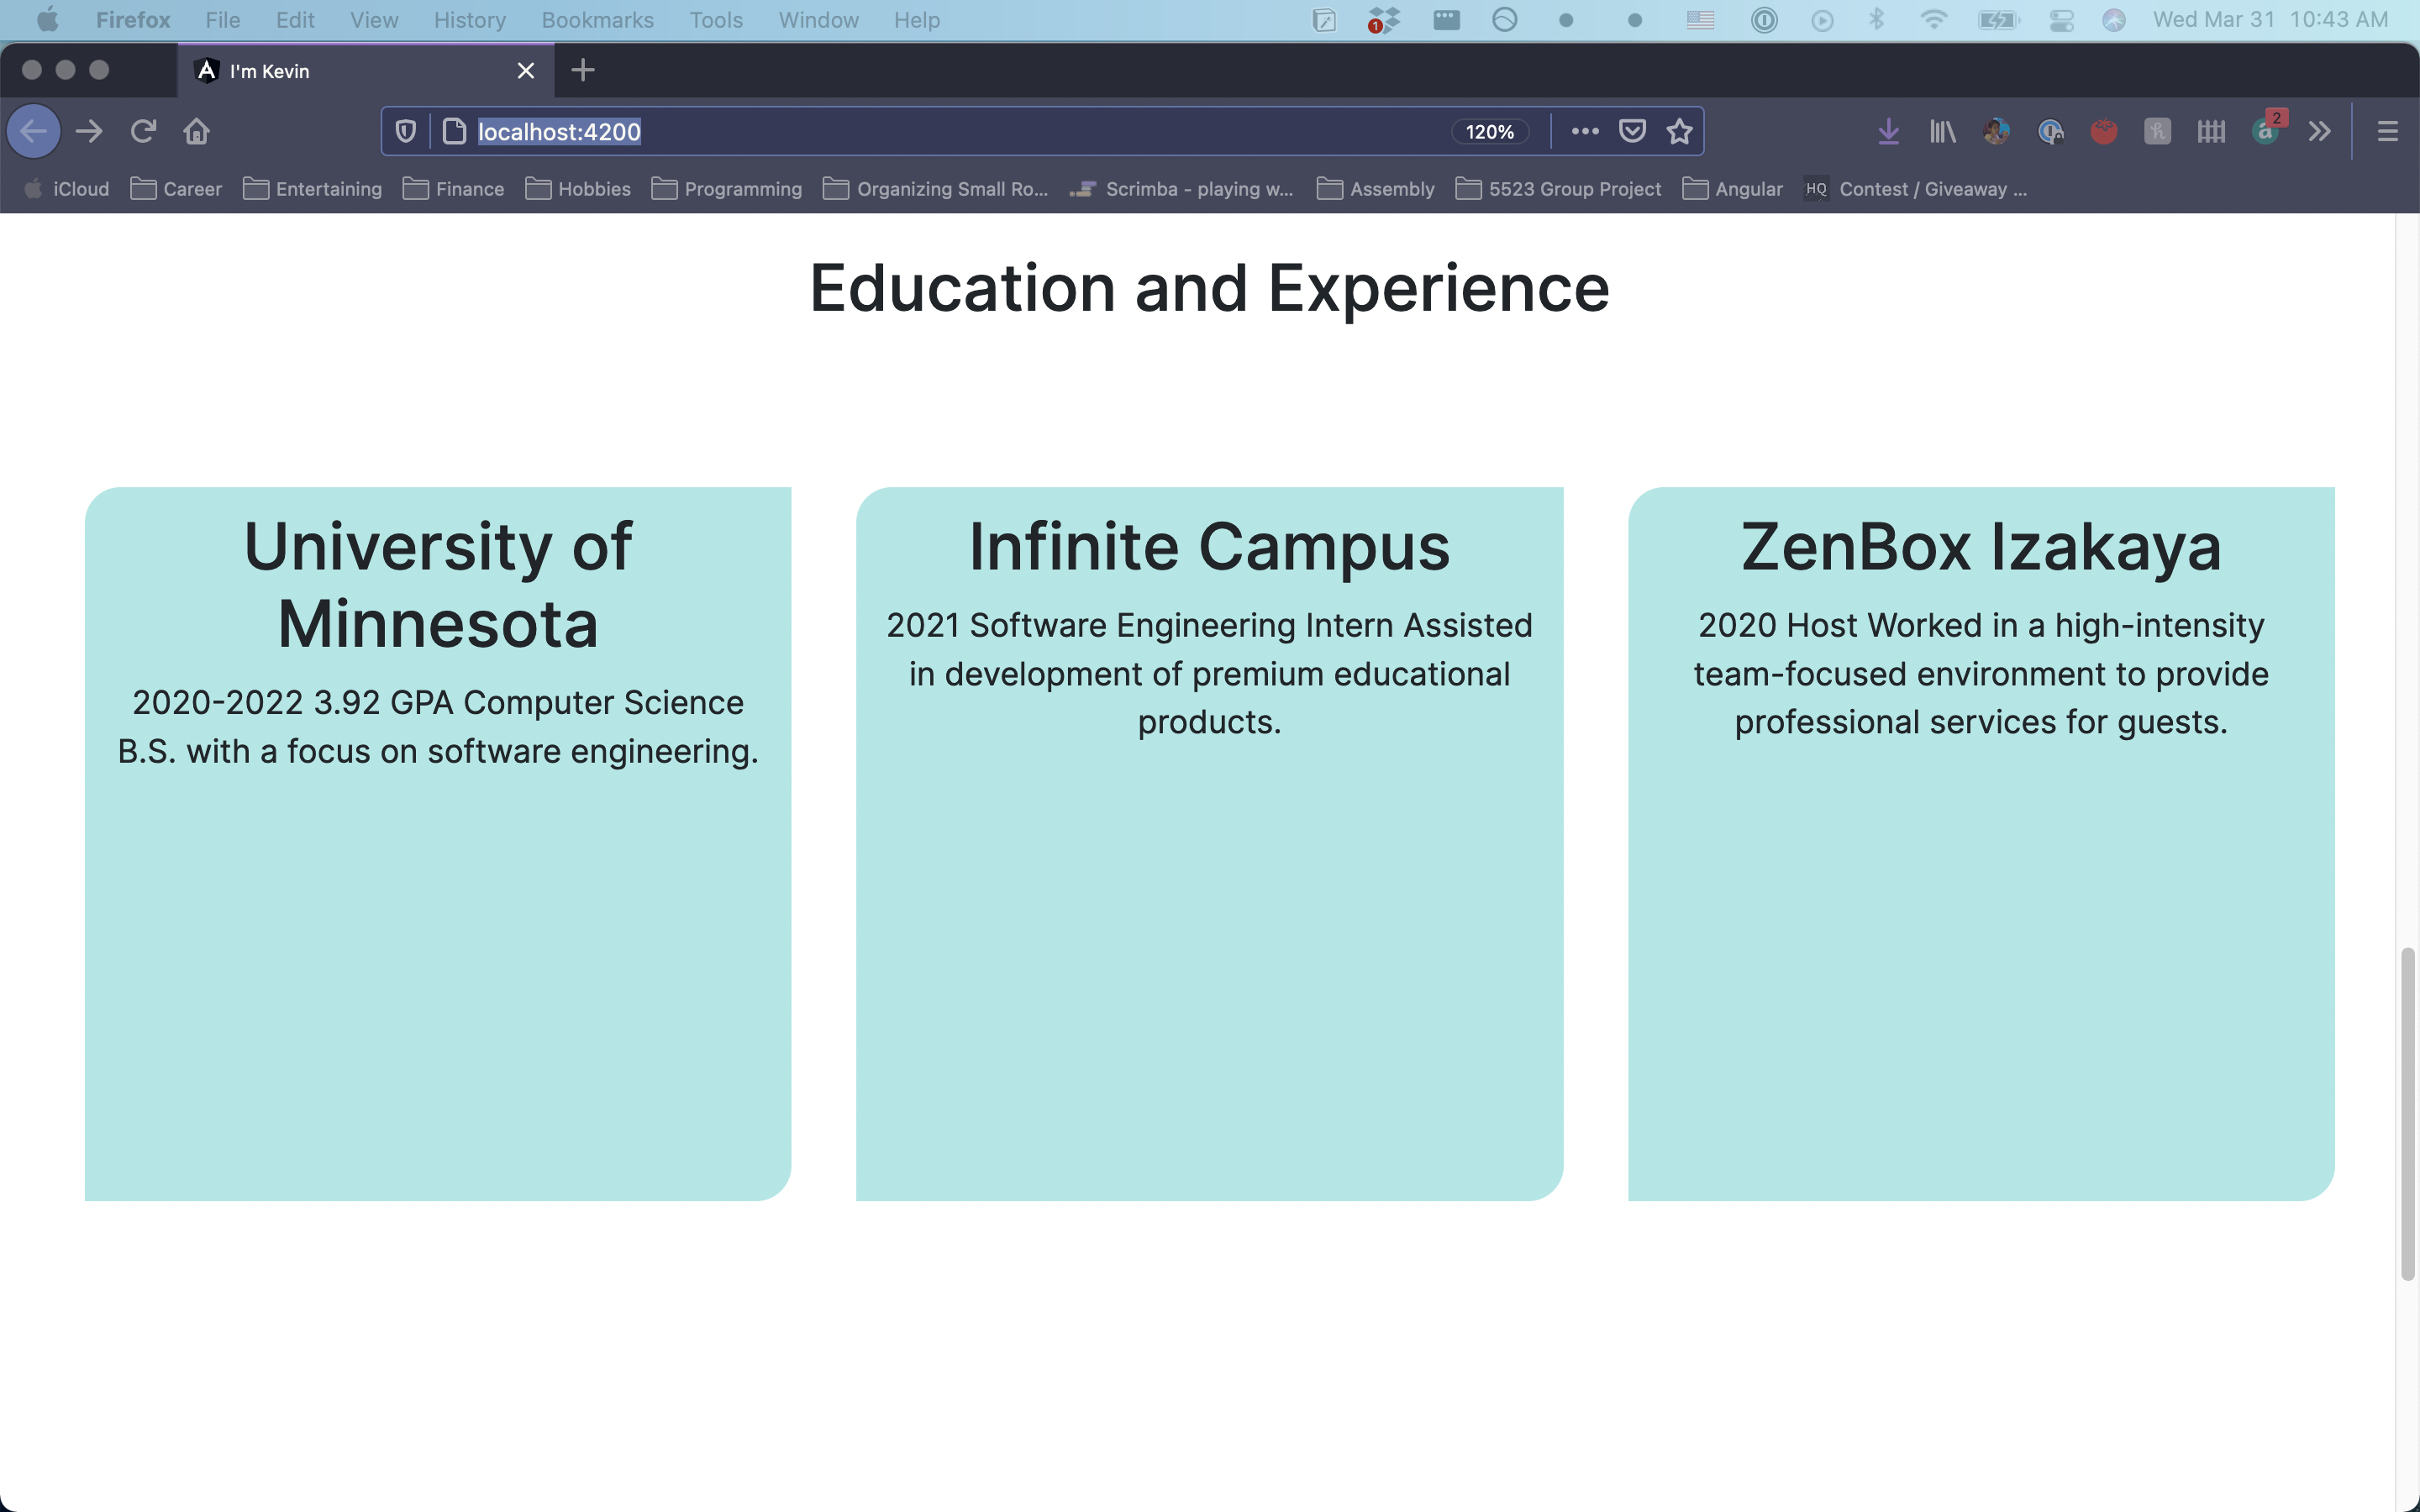 Firefox File Edit View History Bookmarks Tools Window Help 1 Wed Mar 31 10:43 AM
I'm Kevin
localhost:4200 120% 2
iCloud Career Entertaining Finance Hobbies Programming Organizing Small Ro... Scrimba - playing w... Assembly 5523 Group Project Angular HQ Contest / Giveaway ...
Education and Experience
University of
Minnesota
2020-2022 3.92 GPA Computer Science
B.S. with a focus on software engineering.
Infinite Campus
2021 Software Engineering Intern Assisted
in development of premium educational
products.
ZenBox Izakaya
2020 Host Worked in a high-intensity
team-focused environment to provide
professional services for guests.